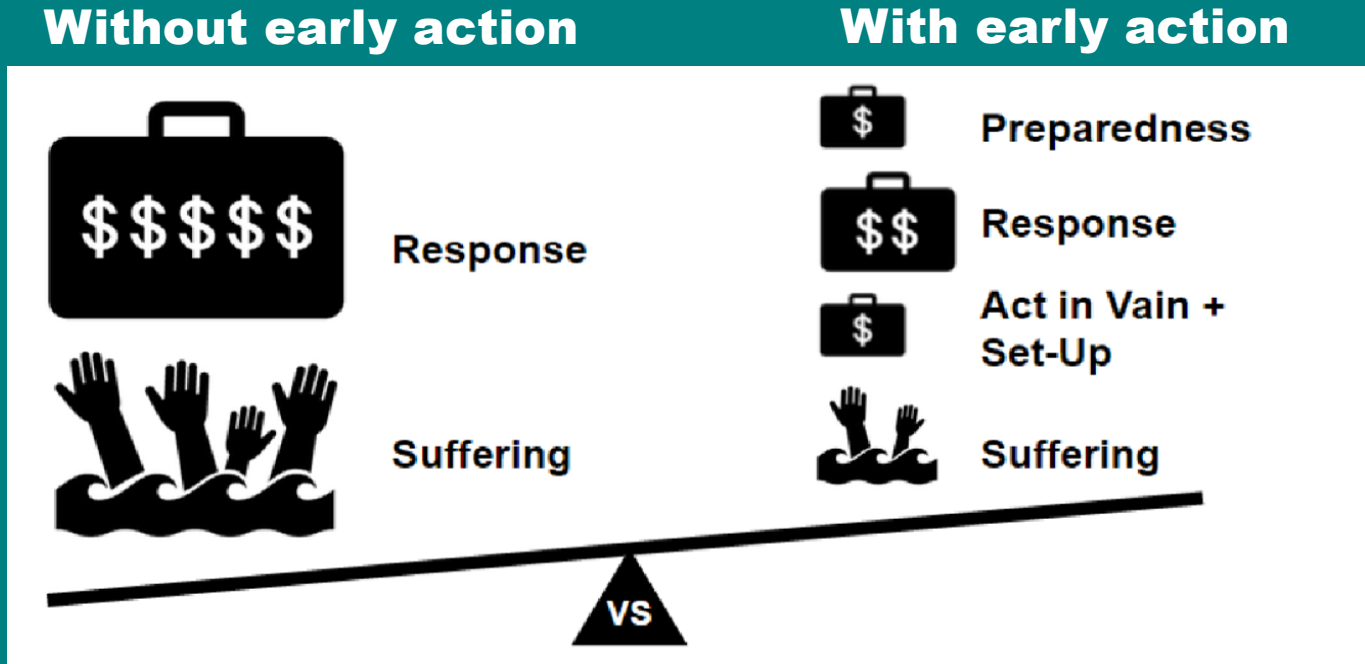 Without early action
With early action
$$$$$
Response
Suffering
$
Preparedness
$$
Response
$
Act in Vain +
Set-Up
Suffering
VS